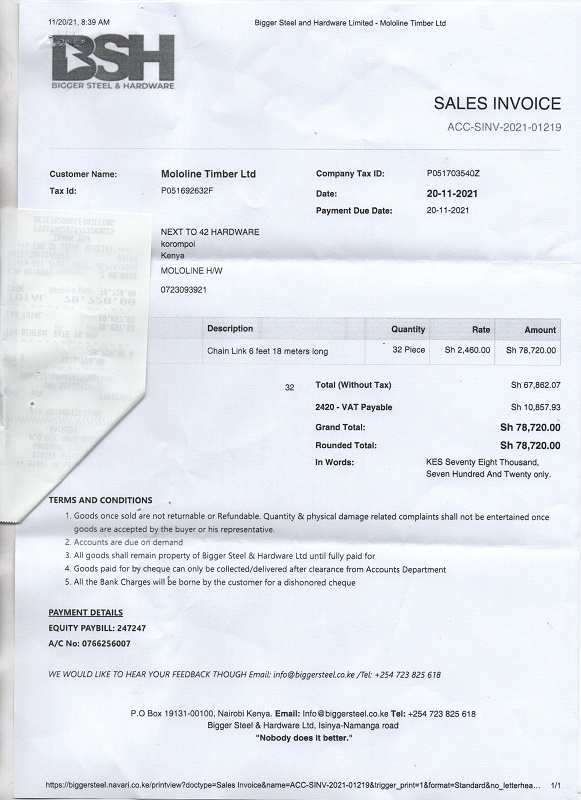 11/20/21, 8:39 AM Bigger Steel and Hardware Limited - Mololine Timber Ltd
BSH
BIGGER STEEL & HARDWARE
SALES INVOICE
ACC-SINV-2021-01219
Customer Name: Mololine Timber Ltd Company Tax ID: P051703540Z
Tax Id: P051692632F Date: 20-11-2021
Payment Due Date: 20-11-2021
NEXT TO 42 HARDWARE
korompoi
Kenya
MOLOLINE H/W
0723093921
Description Quantity Rate Amount
Chain Link 6 feet 18 meters long 32 Piece Sh 2,460.00 Sh 78,720.00
32 Total (Without Tax) Sh 67,862.07
2420 - VAT Payable Sh 10,857.93
Grand Total: Sh 78,720.00
Rounded Total: Sh 78,720.00
In Words: KES Seventy Eight Thousand,
Seven Hundred And Twenty only.
TERMS AND CONDITIONS
1. Goods once sold are not returnable or Refundable. Quantity & physical damage related complaints shall not be entertained once
goods are accepted by the buyer or his representative.
2. Accounts are due on demand
3. All goods shall remain property of Bigger Steel & Hardware Ltd until fully paid for
4. Goods paid for by cheque can only be collected/delivered after clearance from Accounts Department
5. All the Bank Charges will be borne by the customer for a dishonored cheque
PAYMENT DETAILS
EQUITY PAYBILL: 247247
A/C No: 0766256007
WE WOULD LIKE TO HEAR YOUR FEEDBACK THOUGH Email: info@biggersteel.co.ke /Tel: +254 723 825 618
P.O Box 19131-00100, Nairobi Kenya. Email: Info@biggersteel.co.ke Tel: +254 723 825 618
Bigger Steel & Hardware Ltd, Isinya-Namanga road
"Nobody does it better."
https://biggersteel.navari.co.ke/printview?doctype=Sales Invoice&name=ACC-SINV-2021-01219&trigger_print=1&format=Standard&no_letterhea... 1/1